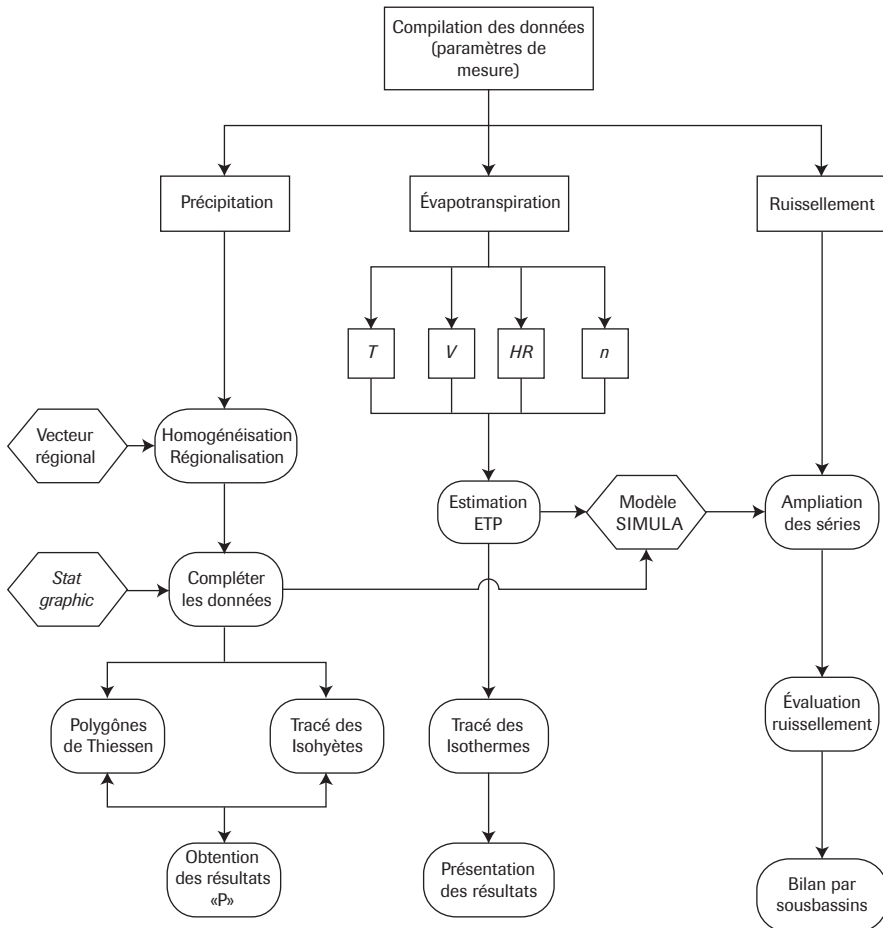 Compilation des données
(paramètres de
mesure)
Précipitation
Évapotranspiration
Ruissellement
T
V
HR
n
Vecteur
régional
Homogénéisation
Régionalisation
Estimation
ETP
Modèle
SIMULA
Ampliation
des séries
Stat
graphic
Compléter
les données
Polygônes
de Thiessen
Tracé des
Isohyètes
Tracé des
Isothermes
Évaluation
ruissellement
Obtention
des résultats
«P»
Présentation
des résultats
Bilan par
sousbassins